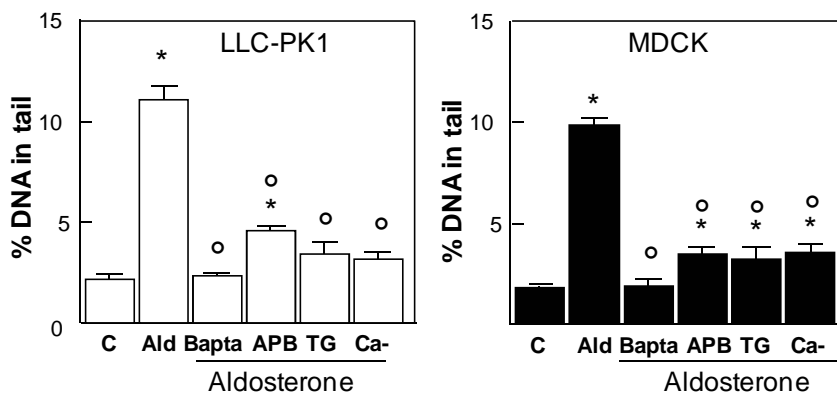 LLC-PK1
% DNA in tail
15
10
5
0
*
*
C Ald Bapta APB TG Ca-
Aldosterone
MDCK
% DNA in tail
15
10
5
0
*
* * *
C Ald Bapta APB TG Ca-
Aldosterone